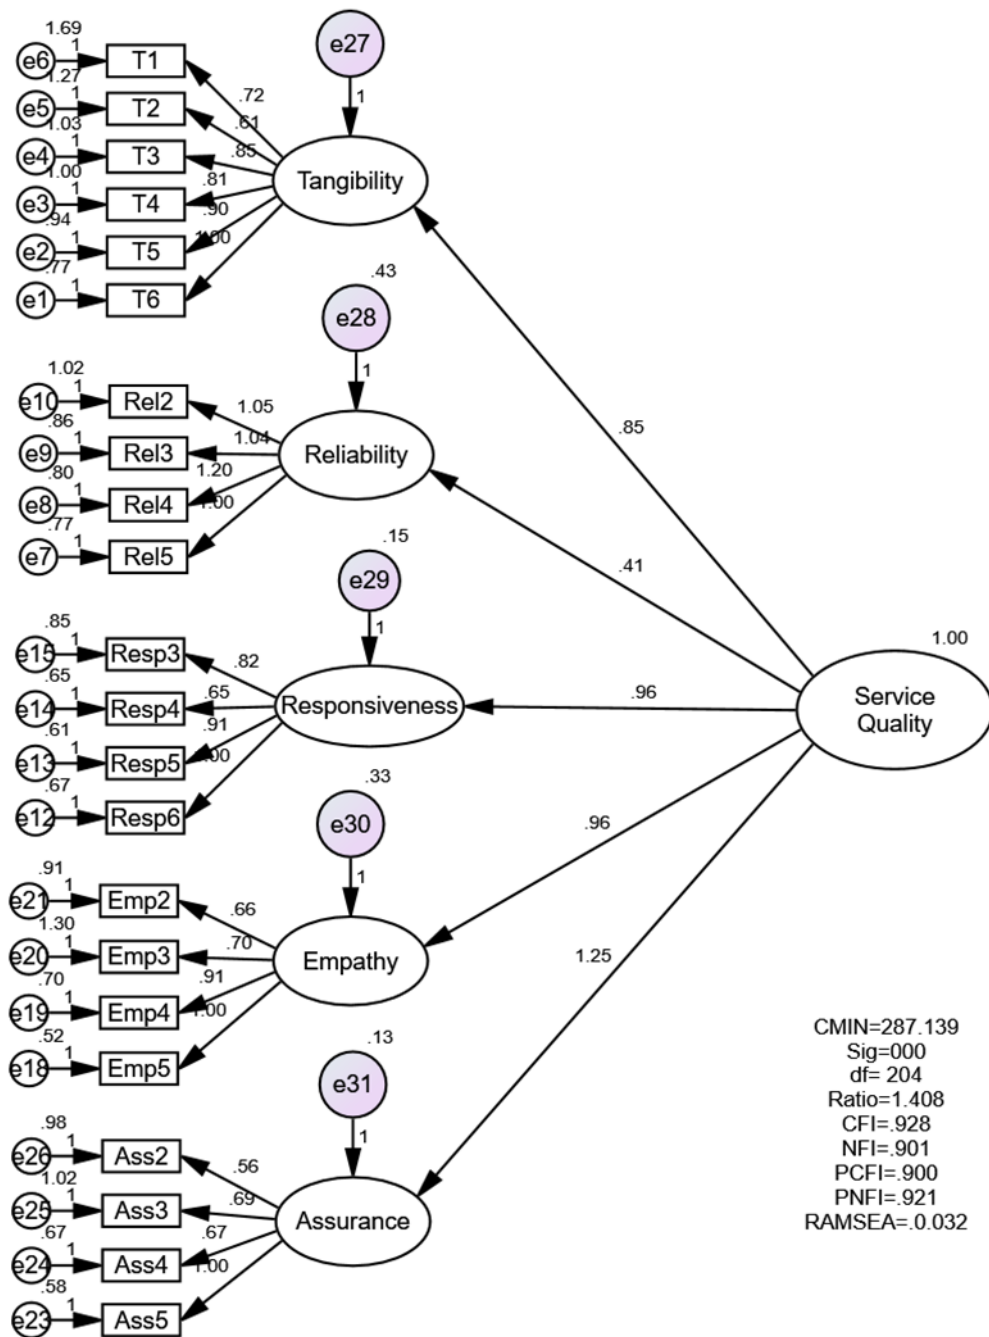 1.69
e6 1 T1
1.27
e5 1 T2
1.03
e4 1 T3
1.00
e3 1 T4
.94
e2 1 T5
.77
e1 1 T6
.72
.61
.85
.81
.90
1.00
e27
1
Tangibility
.43
e28
1
1.02
e10 1 Rel2
.86
e9 1 Rel3
.80
e8 1 Rel4
.77
e7 1 Rel5
1.05
1.04
1.20
1.00
Reliability
.15
e29
1
.85
e15 1 Resp3
.65
e14 1 Resp4
.61
e13 1 Resp5
.67
e12 1 Resp6
.82
.65
.91
1.00
Responsiveness
.33
e30
1
.91
e21 1 Emp2
1.30
e20 1 Emp3
.70
e19 1 Emp4
.52
e18 1 Emp5
.66
.70
.91
1.00
Empathy
.13
e31
1
.98
e26 1 Ass2
1.02
e25 1 Ass3
.67
e24 1 Ass4
.58
e23 1 Ass5
.56
.69
.67
1.00
Assurance
.85
.41
.96
.96
1.25
1.00
Service
Quality
CMIN=287.139
Sig=000
df= 204
Ratio=1.408
CFI=.928
NFI=.901
PCFI=.900
PNFI=.921
RAMSEA=.0.032